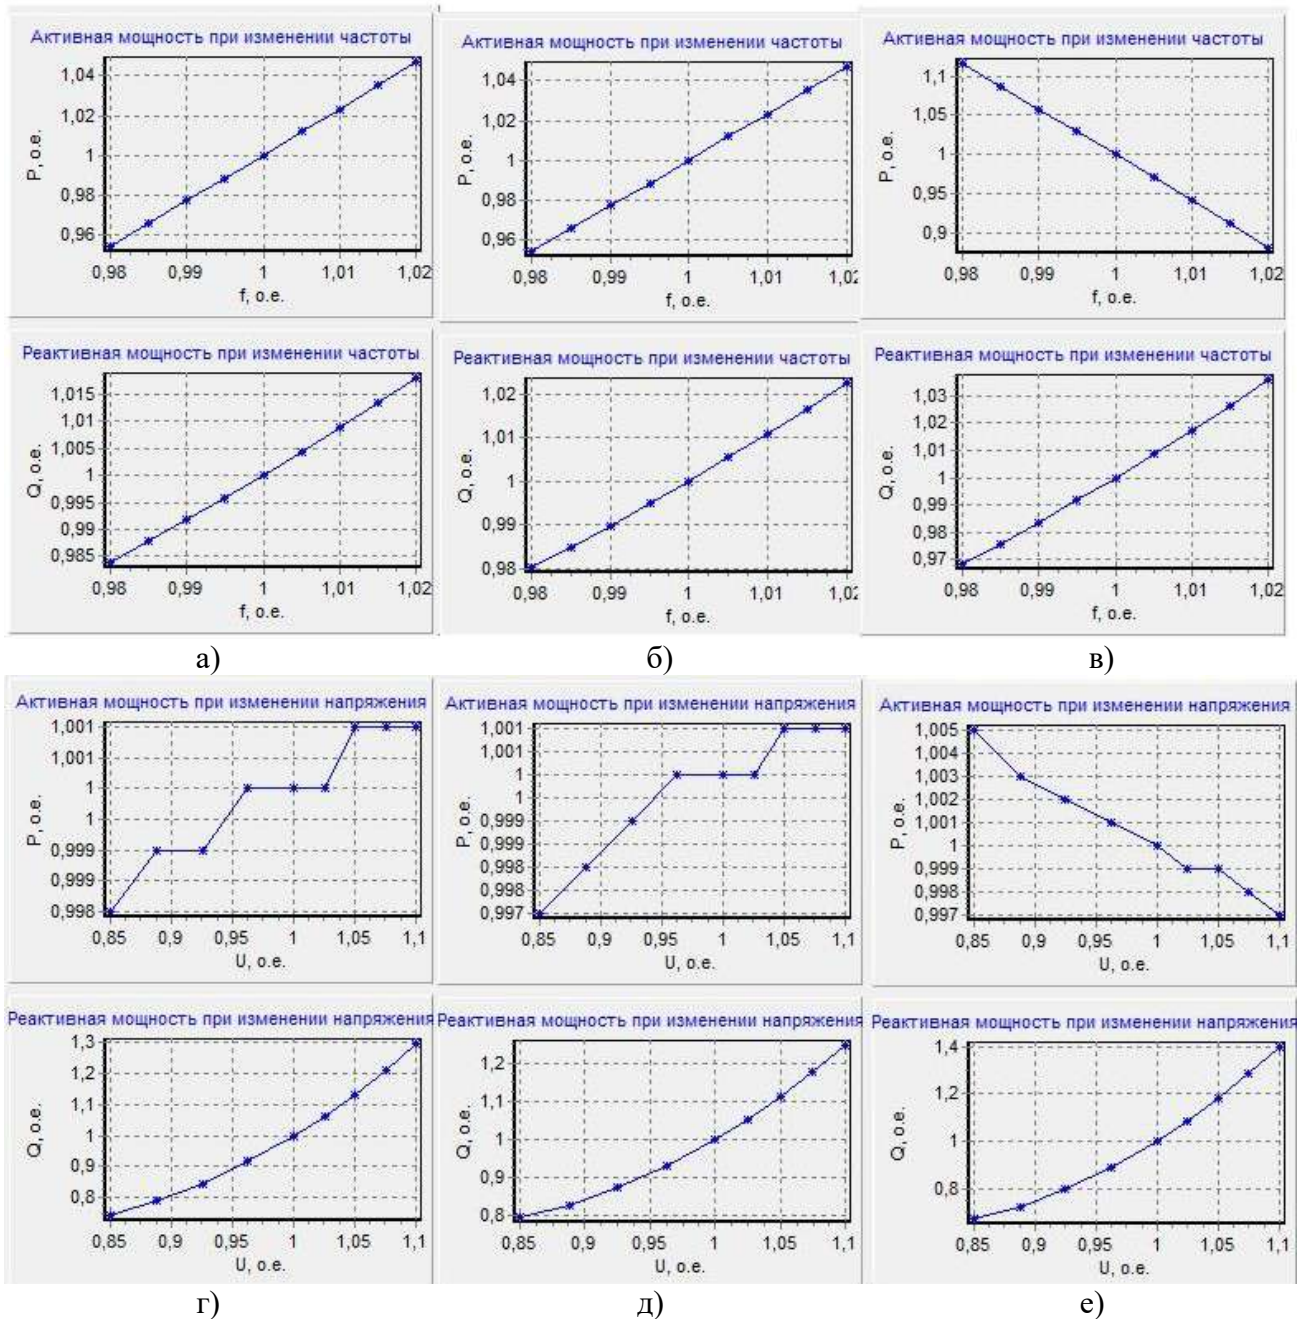 Активная мощность при изменении частоты
1,04
1,02
1
0,98
0,96
P, о.е.
0,98 0,99 1 1,01 1,02
f, о.е.
Активная мощность при изменении частоты
1,04
1,02
1
0,98
0,96
P, о.е.
0,98 0,99 1 1,01 1,02
f, о.е.
Активная мощность при изменении частоты
1,1
1,05
1
0,95
0,9
P, о.е.
0,98 0,99 1 1,01 1,02
f, о.е.
Реактивная мощность при изменении частоты
1,015
1,01
1,005
1
0,995
0,99
0,985
Q, о.е.
0,98 0,99 1 1,01 1,02
f, о.е.
Реактивная мощность при изменении частоты
1,02
1,01
1
0,99
0,98
Q, о.е.
0,98 0,99 1 1,01 1,02
f, о.е.
Реактивная мощность при изменении частоты
1,03
1,02
1,01
1
0,99
0,98
0,97
Q, о.е.
0,98 0,99 1 1,01 1,02
f, о.е.
а) б) в)
Активная мощность при изменении напряжения
1,001
1,001
1
1
0,999
0,999
0,998
P, о.е.
0,85 0,9 0,95 1 1,05 1,1
U, о.е.
Активная мощность при изменении напряжения
1,001
1,001
1
1
0,999
0,999
0,998
0,998
0,997
P, о.е.
0,85 0,9 0,95 1 1,05 1,1
U, о.е.
Активная мощность при изменении напряжения
1,005
1,004
1,003
1,002
1,001
1
0,999
0,998
0,997
P, о.е.
0,85 0,9 0,95 1 1,05 1,1
U, о.е.
Реактивная мощность при изменении напряжения
1,3
1,2
1,1
1
0,9
0,8
Q, о.е.
0,85 0,9 0,95 1 1,05 1,1
U, о.е.
Реактивная мощность при изменении напряжения
1,2
1,1
1
0,9
0,8
Q, о.е.
0,85 0,9 0,95 1 1,05 1,1
U, о.е.
Реактивная мощность при изменении напряжения
1,4
1,2
1
0,8
Q, о.е.
0,85 0,9 0,95 1 1,05 1,1
U, о.е.
г) д) е)